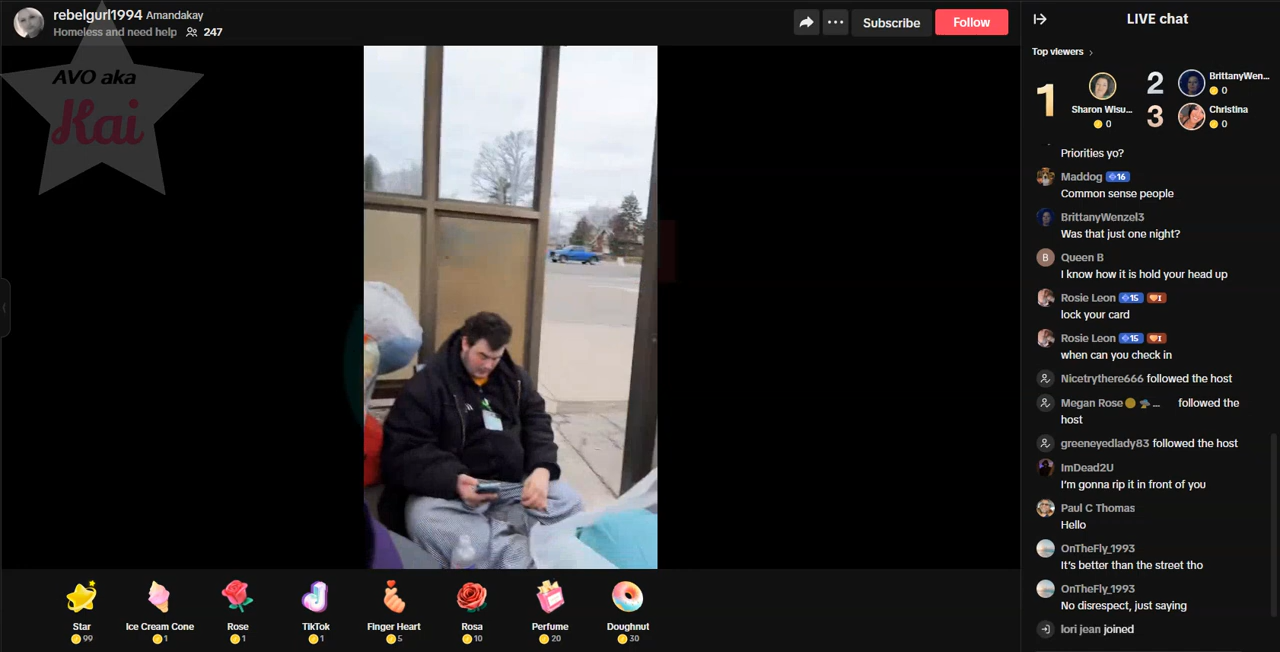 rebelgurl1994 Amandakay
Homeless and need help 247
AVO aka
Kai
Subscribe
Follow
LIVE chat
Top viewers
1
Sharon Wisu...
0
2
BrittanyWen...
0
3
Christina
0
Priorities yo?
Maddog 16
Common sense people
BrittanyWenzel3
Was that just one night?
B
Queen B
I know how it is hold your head up
Rosie Leon 15 I
lock your card
Rosie Leon 15 I
when can you check in
Nicetrythere666 followed the host
Megan Rose ... followed the
host
greeneyedlady83 followed the host
ImDead2U
I'm gonna rip it in front of you
Paul C Thomas
Hello
OnTheFly_1993
It's better than the street tho
OnTheFly_1993
No disrespect, just saying
lori jean joined
Star
99
Ice Cream Cone
1
Rose
1
TikTok
1
Finger Heart
5
Rosa
10
Perfume
20
Doughnut
30